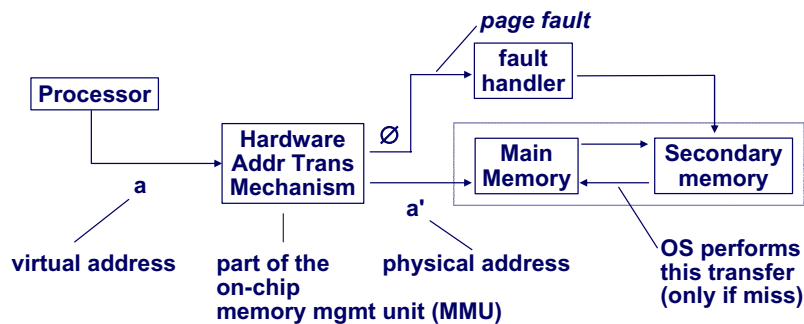 page fault
fault
handler
Processor
Hardware
Addr Trans
Mechanism
∅
Main
Memory
Secondary
memory
a
a'
virtual address
part of the
on-chip
memory mgmt unit (MMU)
physical address
OS performs
this transfer
(only if miss)